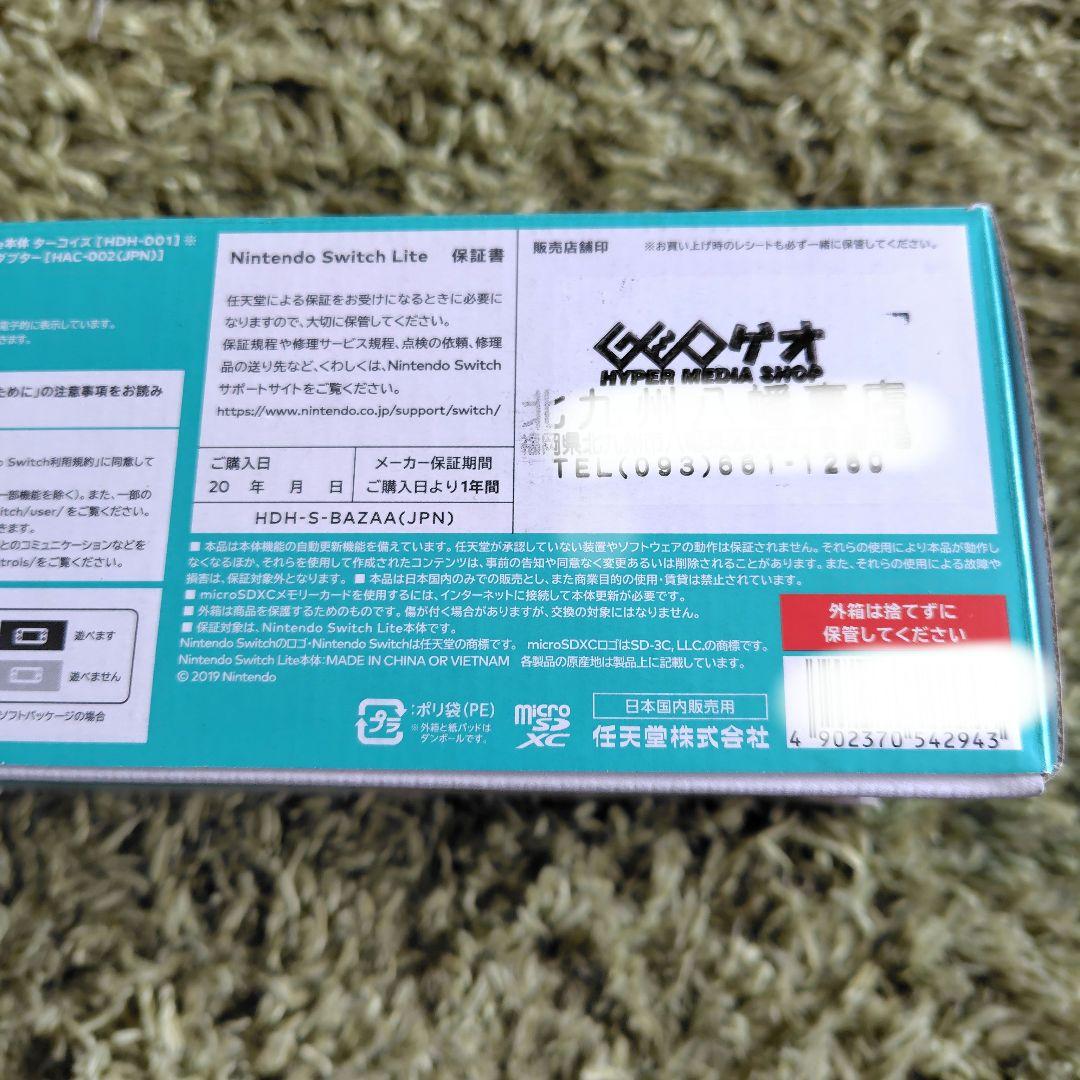 本体 ターコイズ [HDH-001] ※
ダプター [HAC-002(JPN)]
電子的に表示しています。
きます。
ために」の注意事項をお読み
Switch利用規約」に同意して
一部機能を除く)。また、一部の
itch/user/ をご覧ください。
きます。
とのコミュニケーションなどを
trols/をご覧ください。
遊べます
遊べません
ソフトパッケージの場合
Nintendo Switch Lite 保証書
任天堂による保証をお受けになるときに必要に
なりますので、大切に保管してください。
保証規程や修理サービス規程、点検の依頼、修理
品の送り先など、くわしくは、Nintendo Switch
サポートサイトをご覧ください。
https://www.nintendo.co.jp/support/switch/
ご購入日
20 年 月 日
メーカー保証期間
ご購入日より1年間
HDH-S-BAZAA(JPN)
販売店舗印 ※お買い上げ時のレシートも必ず一緒に保管してください。
GEOゲオ
HYPER MEDIA SHOP
北九州八幡
福岡県北九州市八幡
TEL(093)
■ 本品は本体機能の自動更新機能を備えています。任天堂が承認していない装置やソフトウェアの動作は保証されません。それらの使用により本品が動作し
なくなるほか、それらを使用して作成されたコンテンツは、事前の告知や同意なく変更あるいは削除されることがあります。また、それらの使用による故障や
損害は、保証対象外となります。 ■ 本品は日本国内のみでの販売とし、また商業目的の使用・賃貸は禁止されています。
■ microSDXCメモリーカードを使用するには、インターネットに接続して本体更新が必要です。
■ 外箱は商品を保護するためのものです。傷が付く場合がありますが、交換の対象にはなりません。
■ 保証対象は、Nintendo Switch Lite本体です。
Nintendo Switchのロゴ・Nintendo Switchは任天堂の商標です。 microSDXCロゴはSD-3C, LLC.の商標です。
Nintendo Switch Lite本体:MADE IN CHINA OR VIETNAM 各製品の原産地は製品上に記載しています。
© 2019 Nintendo
外箱は捨てずに
保管してください
プラ
:ポリ袋(PE)
※外箱と紙パッドは
ダンボールです。
micro
SD
XC
日本国内販売用
任天堂株式会社
4 902370 542943